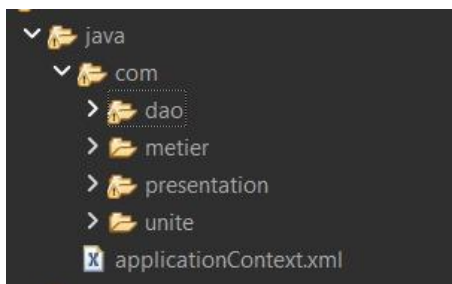 java
com
dao
metier
presentation
unite
applicationContext.xml